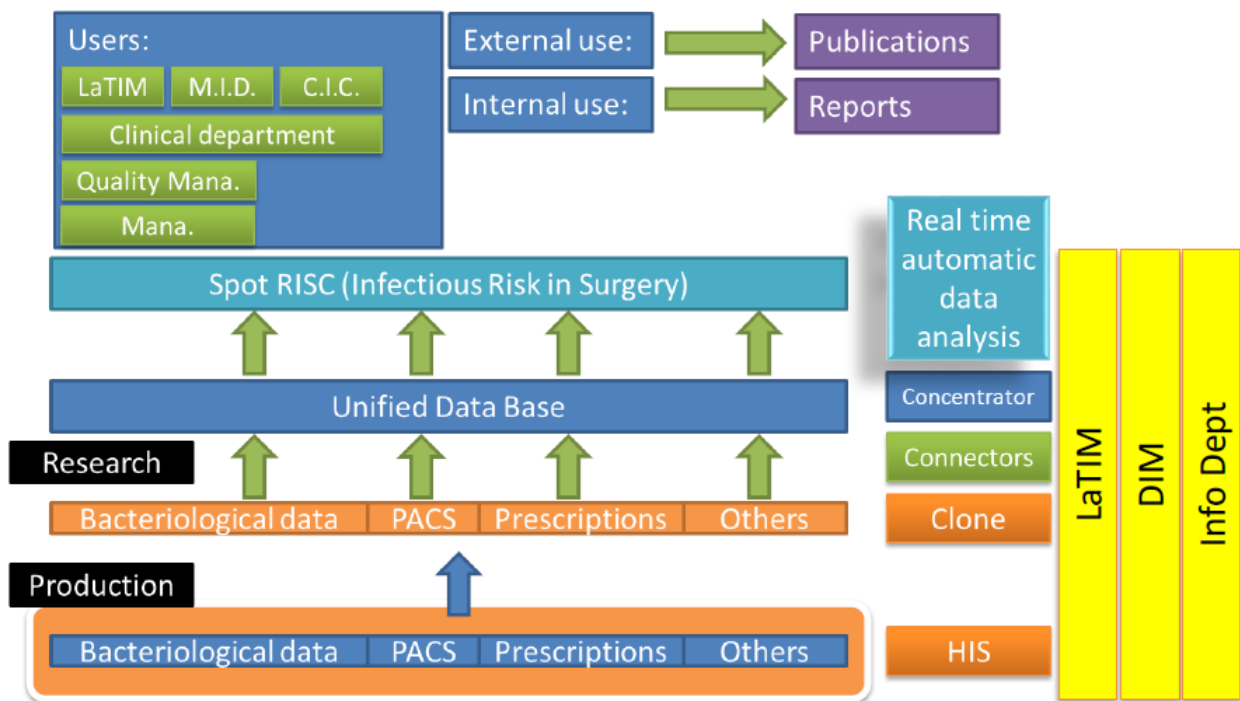 Users:
LaTIM
M.I.D.
C.I.C.
Clinical department
Quality Mana.
Mana.
External use:
Publications
Internal use:
Reports
Real time
automatic
data
analysis
Spot RISC (Infectious Risk in Surgery)
Unified Data Base
Concentrator
Research
Connectors
Bacteriological data
PACS
Prescriptions
Others
Clone
Production
Bacteriological data
PACS
Prescriptions
Others
HIS
LaTIM
DIM
Info Dept